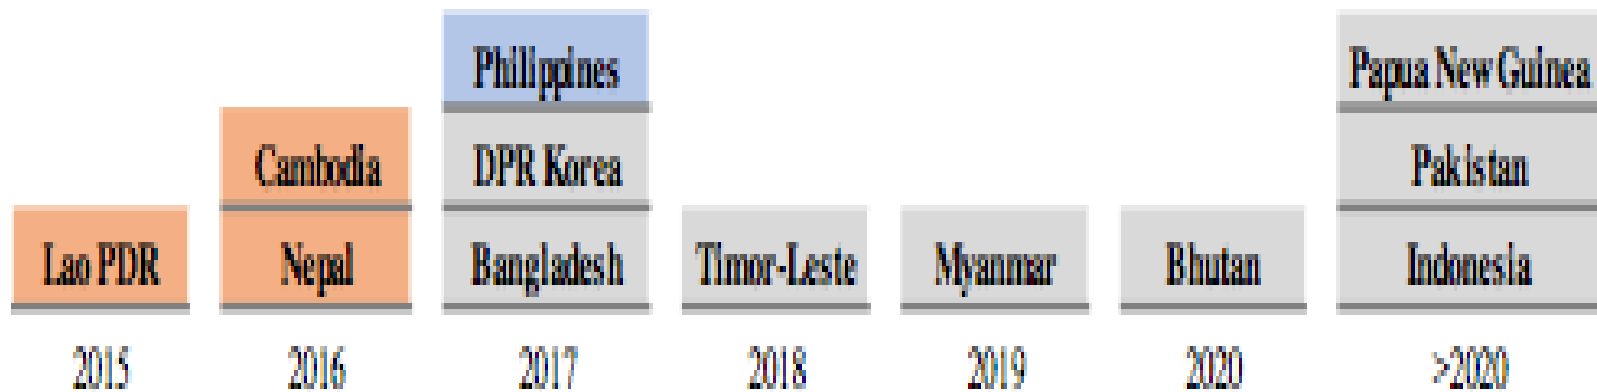 Philippines
Papua New Guinea
Cambodia
DPR Korea
Pakistan
Lao PDR
Nepal
Bangladesh
Timor-Leste
Myanmar
Bhutan
Indonesia
2015
2016
2017
2018
2019
2020
>2020